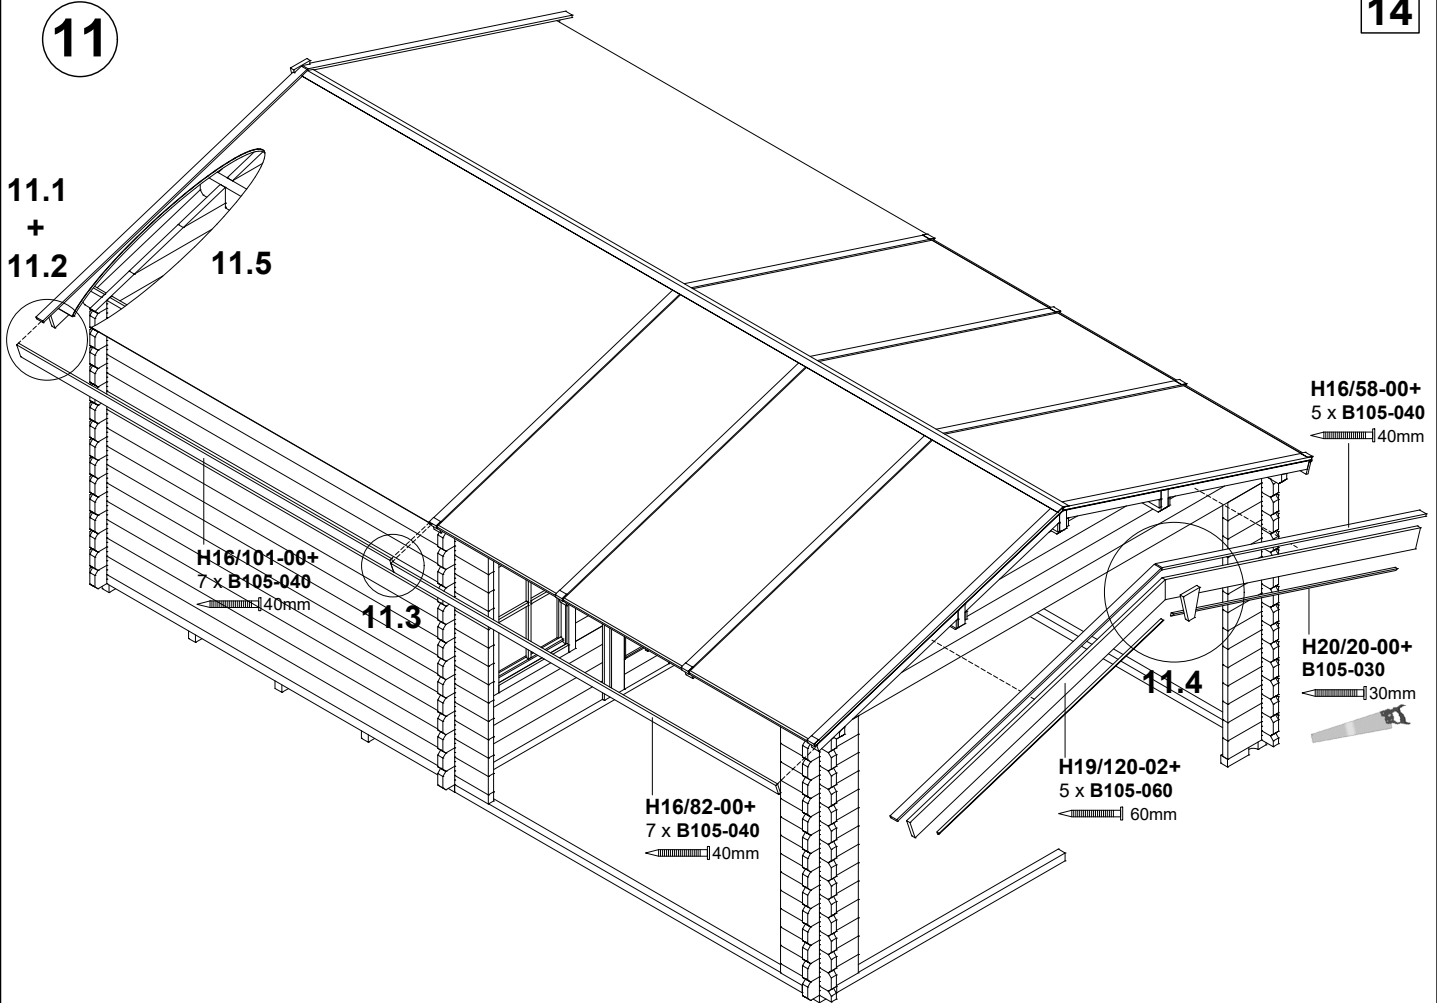 11
14
11.1
+
11.2
11.5
H16/58-00+
5 x B105-040
40mm
H16/101-00+
7 x B105-040
40mm
11.3
11.4
H20/20-00+
B105-030
30mm
H19/120-02+
5 x B105-060
60mm
H16/82-00+
7 x B105-040
40mm